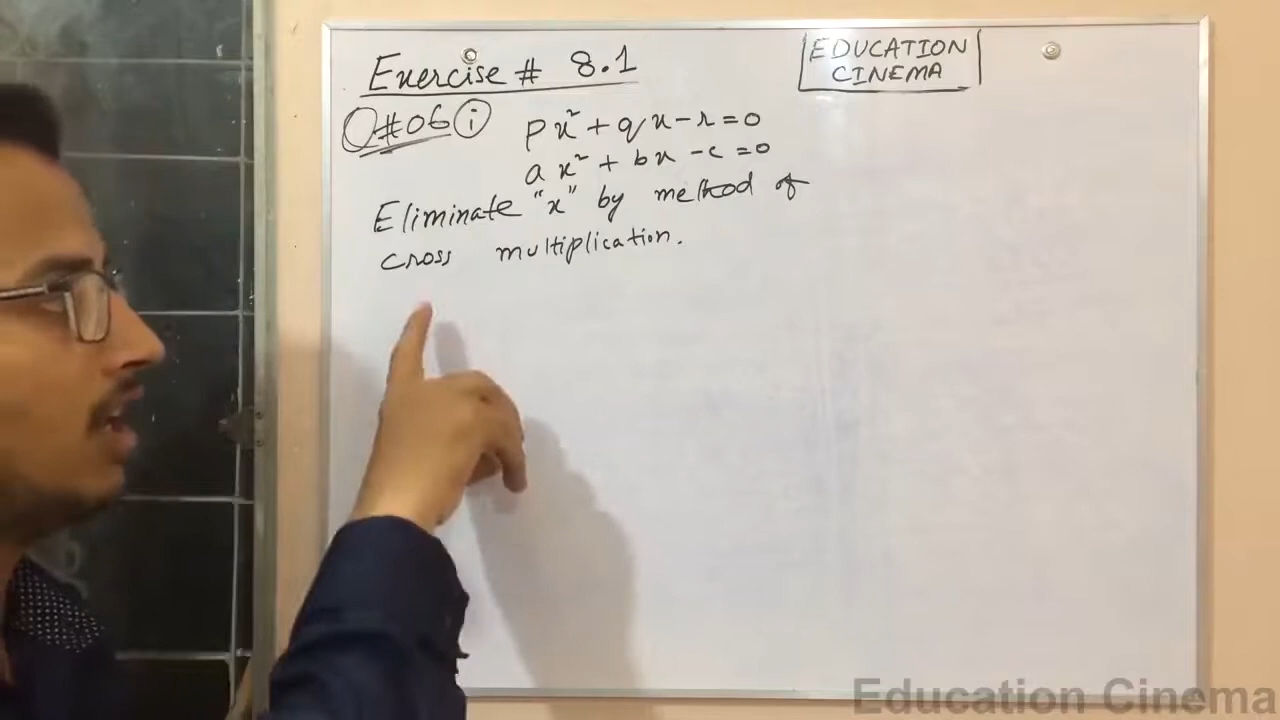 Exercise # 8.1
EDUCATION
CINEMA
Q#06 i
px² + qx - r = 0
ax² + bx - c = 0
Eliminate "x" by method of
cross multiplication.
Education Cinema